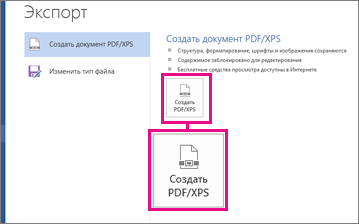 Экспорт
Создать документ PDF/XPS
Изменить тип файла
Создать документ PDF/XPS
Структура, форматирование, шрифты и изображения сохраняются
Содержимое заблокировано для редактирования
Бесплатные средства просмотра доступны в Интернете
Создать
PDF/XPS
Создать
PDF/XPS